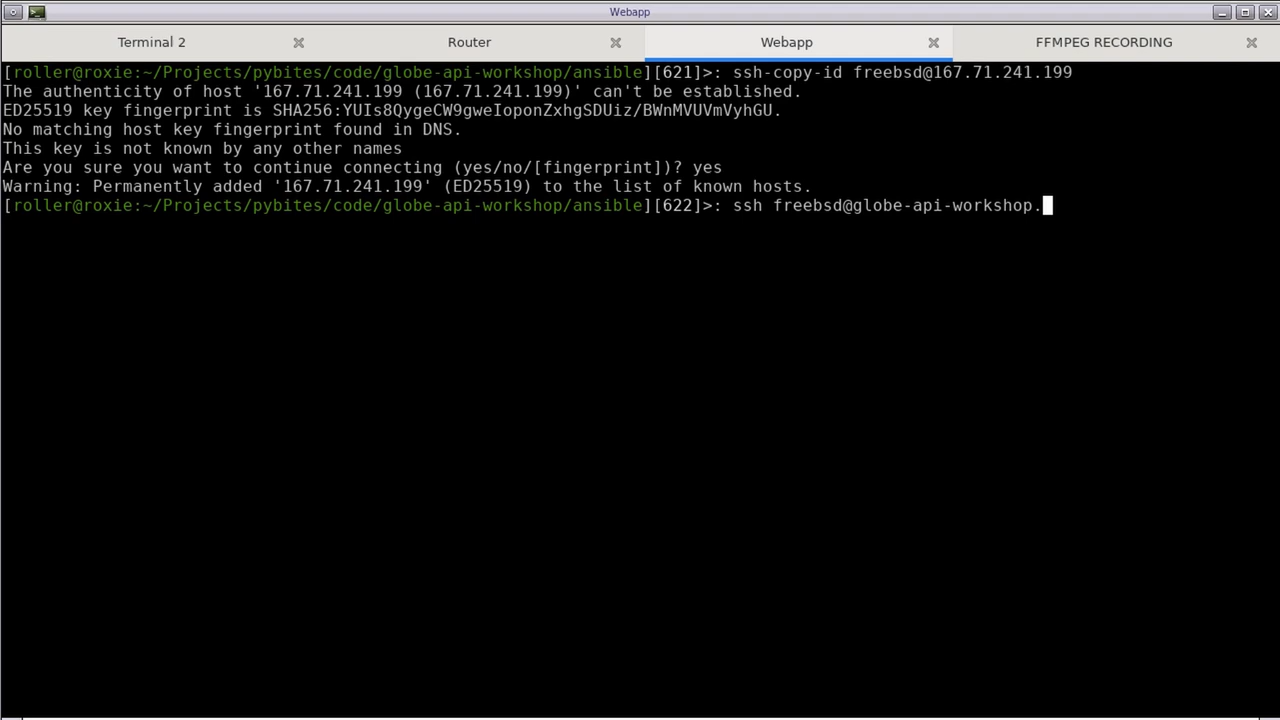 Webapp
Terminal 2
Router
Webapp
FFMPEG RECORDING
[roller@roxie:~/Projects/pybites/code/globe-api-workshop/ansible][621]>: ssh-copy-id freebsd@167.71.241.199
The authenticity of host '167.71.241.199 (167.71.241.199)' can't be established.
ED25519 key fingerprint is SHA256:YUIs8QygeCW9gweIoponZxhgSDUiz/BWnMVUVmVyhGU.
No matching host key fingerprint found in DNS.
This key is not known by any other names
Are you sure you want to continue connecting (yes/no/[fingerprint])? yes
Warning: Permanently added '167.71.241.199' (ED25519) to the list of known hosts.
[roller@roxie:~/Projects/pybites/code/globe-api-workshop/ansible][622]>: ssh freebsd@globe-api-workshop.